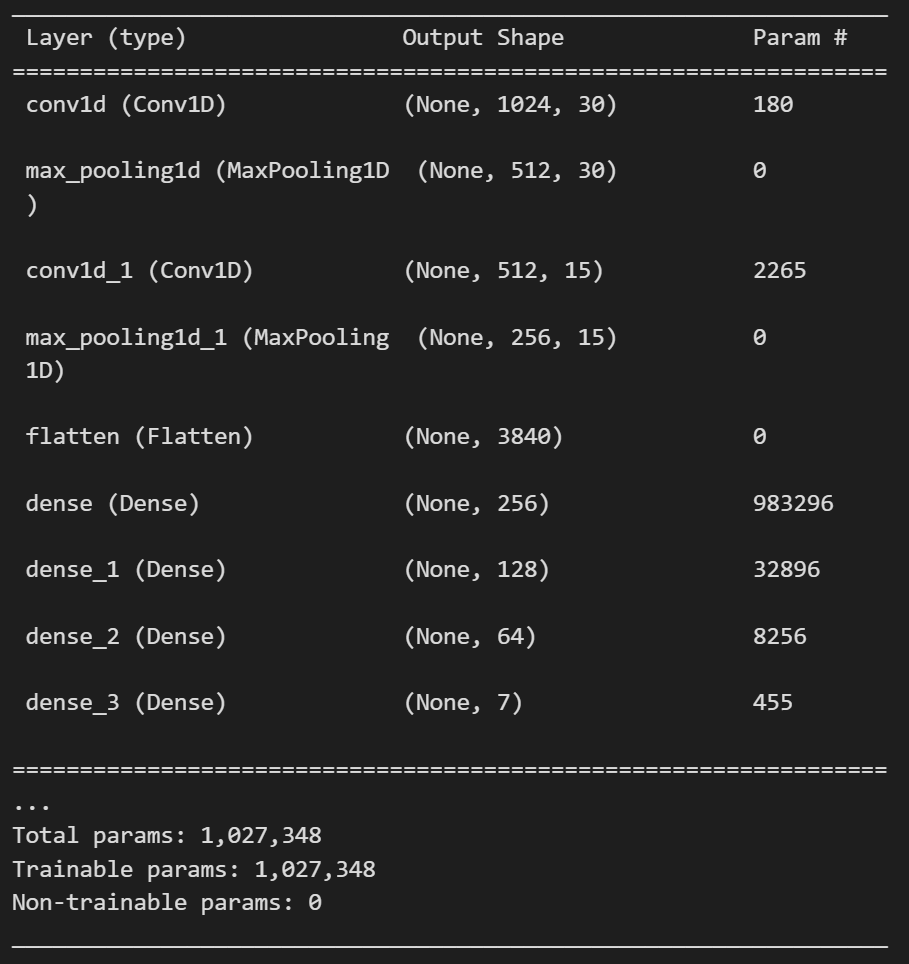 Layer (type) Output Shape Param #
=================================================================
conv1d (Conv1D) (None, 1024, 30) 180
max_pooling1d (MaxPooling1D (None, 512, 30) 0
)
conv1d_1 (Conv1D) (None, 512, 15) 2265
max_pooling1d_1 (MaxPooling (None, 256, 15) 0
1D)
flatten (Flatten) (None, 3840) 0
dense (Dense) (None, 256) 983296
dense_1 (Dense) (None, 128) 32896
dense_2 (Dense) (None, 64) 8256
dense_3 (Dense) (None, 7) 455
=================================================================
...
Total params: 1,027,348
Trainable params: 1,027,348
Non-trainable params: 0